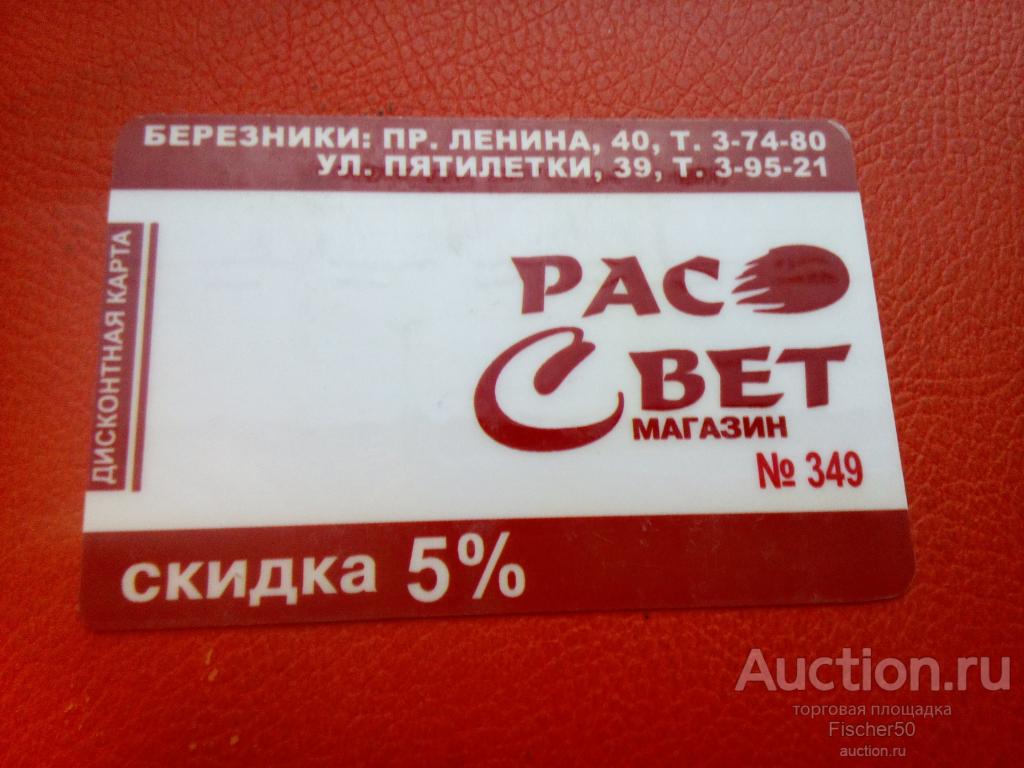 БЕРЕЗНИКИ: ПР. ЛЕНИНА, 40, Т. 3-74-80
УЛ. ПЯТИЛЕТКИ, 39, Т. 3-95-21
ДИСКОНТНАЯ КАРТА
РАС
СВЕТ
МАГАЗИН
№ 349
скидка 5%
Auction.ru
торговая площадка
Fischer50
auction.ru